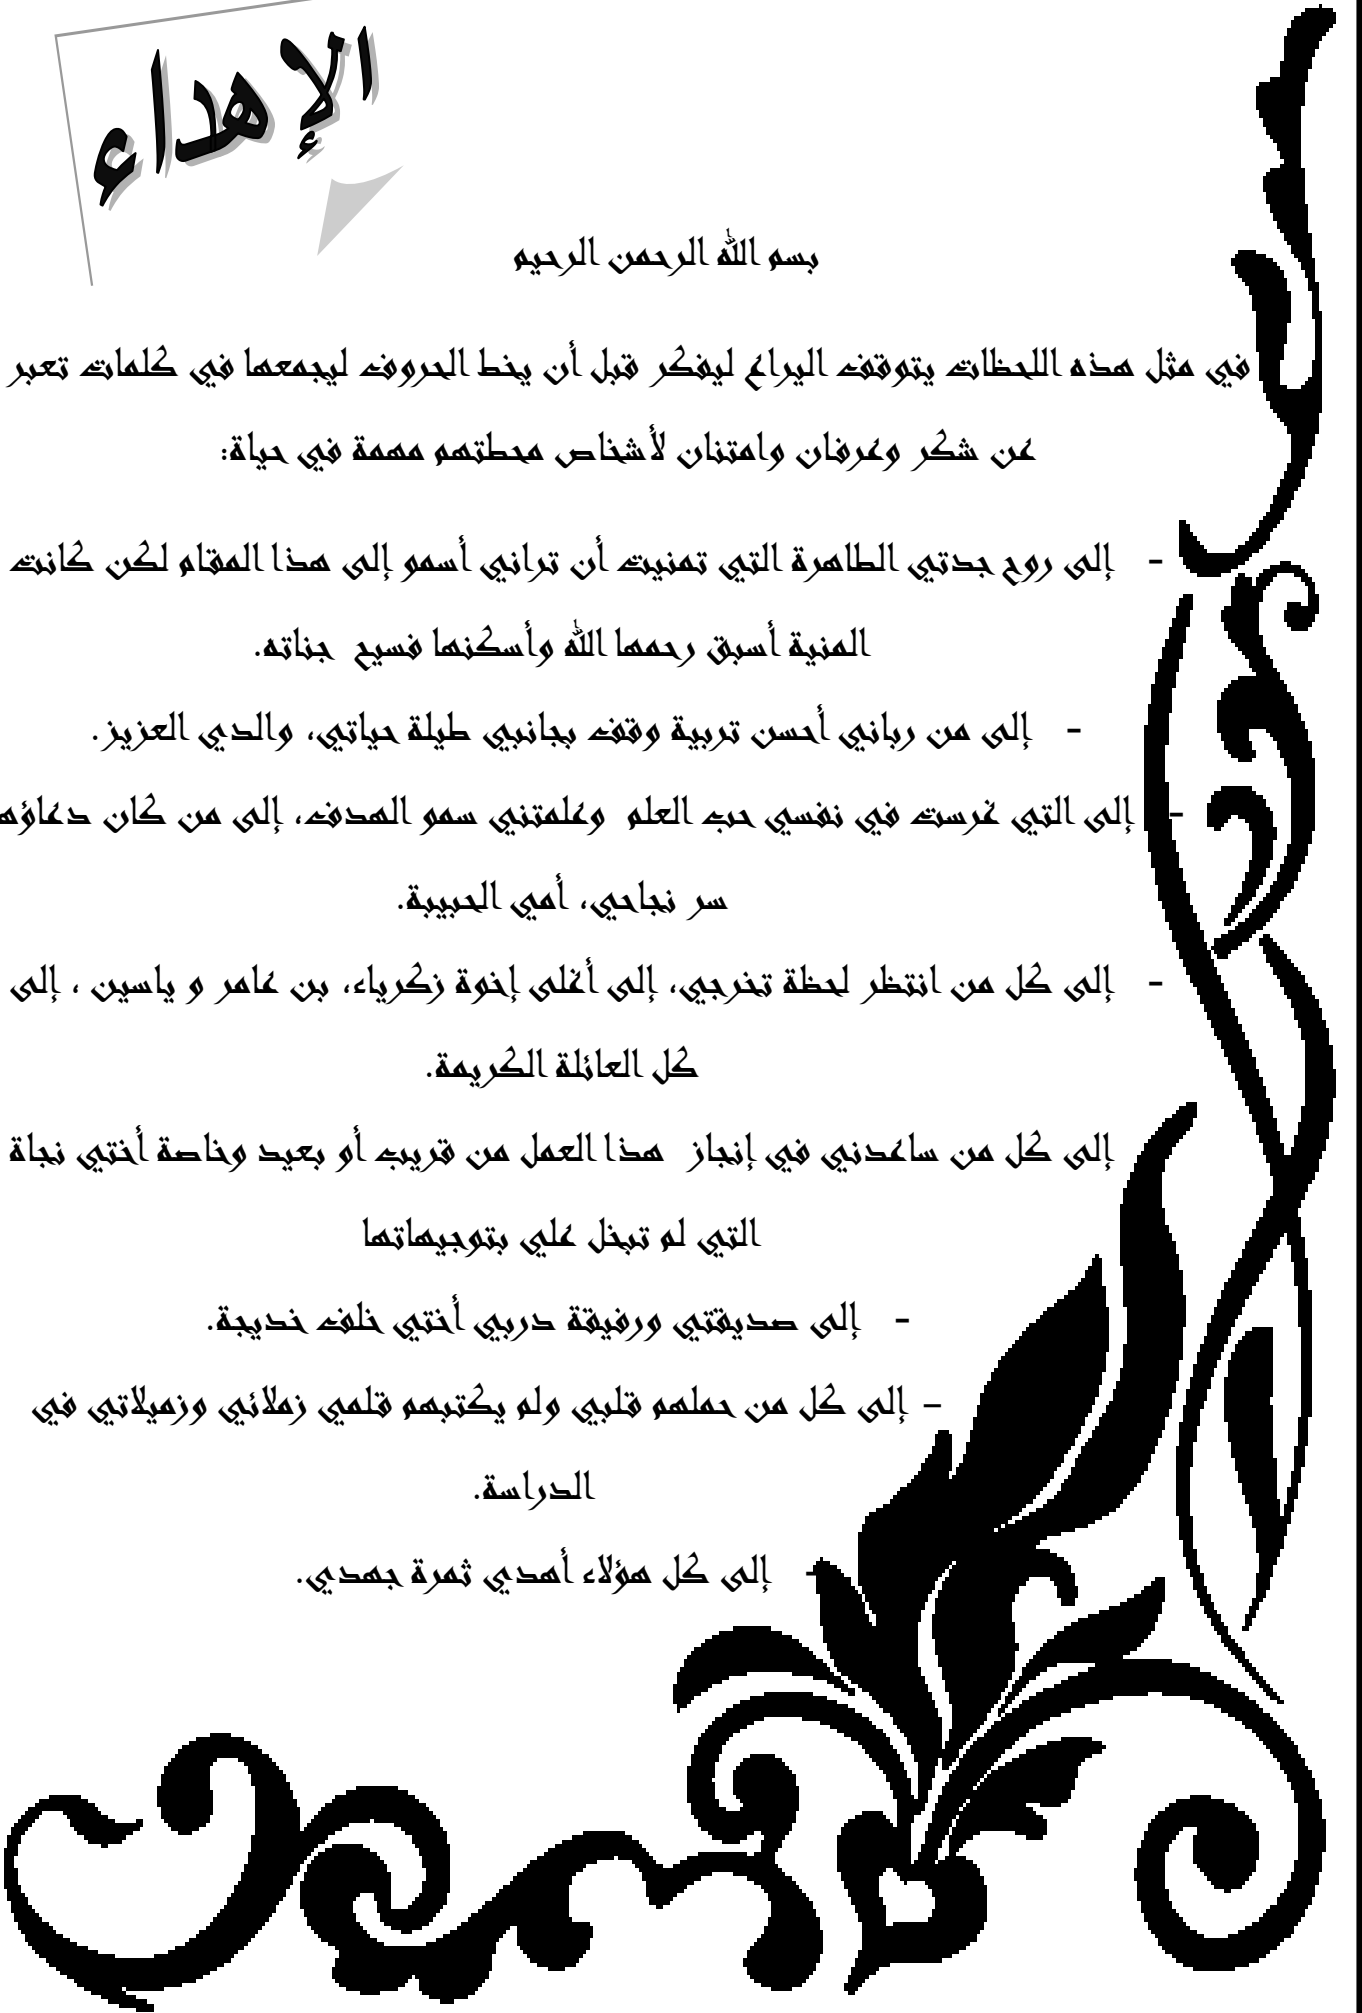 الإهداء
بسم الله الرحمن الرحيم
في مثل هذه اللحظات يتوقف اليراع ليفكر قبل أن يخط الحروف ليجمعها في كلمات تعبر
عن شكر وعرفان وامتنان لأشخاص محطتهم مهمة في حياة:
- إلى روح جدتي الطاهرة التي تمنيت أن تراني أسمو إلى هذا المقام لكن كانت
المنية أسبق رحمها الله وأسكنها فسيح جناته.
- إلى من رباني أحسن تربية وقف بجانبي طيلة حياتي، والدي العزيز.
- إلى التي غرست في نفسي حب العلم وعلمتني سمو الهدف، إلى من كان
سر نجاحي، أمي الحبيبة.
- إلى كل من انتظر لحظة تخرجي، إلى أغلى إخوة زكرياء، بن عامر و ياسين ، إلى
كل العائلة الكريمة.
إلى كل من ساعدني في إنجاز هذا العمل من قريب أو بعيد وخاصة أختي نجاة
التي لم تبخل علي بتوجيهاتها
- إلى صديقتي ورفيقة دربي أختي خلف خديجة.
– إلى كل من حملهم قلبي ولم يكتبهم قلمي زملائي وزميلاتي في
الدراسة.
- إلى كل هؤلاء أهدي ثمرة جهدي.